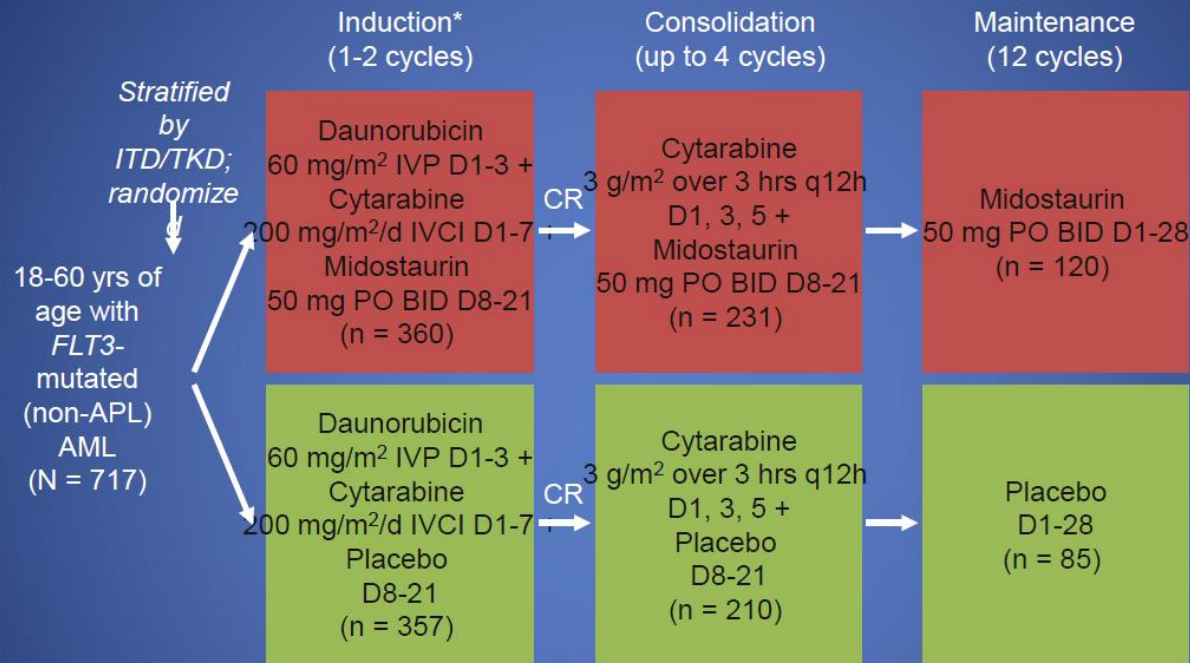 Induction*
(1-2 cycles)
Consolidation
(up to 4 cycles)
Maintenance
(12 cycles)
Stratified
by
ITD/TKD;
randomize
d
18-60 yrs of
age with
FLT3-
mutated
(non-APL)
AML
(N = 717)
Daunorubicin
60 mg/m² IVP D1-3 +
Cytarabine
200 mg/m²/d IVCI D1-7 +
Midostaurin
50 mg PO BID D8-21
(n = 360)
CR
Cytarabine
3 g/m² over 3 hrs q12h
D1, 3, 5 +
Midostaurin
50 mg PO BID D8-21
(n = 231)
Midostaurin
50 mg PO BID D1-28
(n = 120)
Daunorubicin
60 mg/m² IVP D1-3 +
Cytarabine
200 mg/m²/d IVCI D1-7 +
Placebo
D8-21
(n = 357)
CR
Cytarabine
3 g/m² over 3 hrs q12h
D1, 3, 5 +
Placebo
D8-21
(n = 210)
Placebo
D1-28
(n = 85)